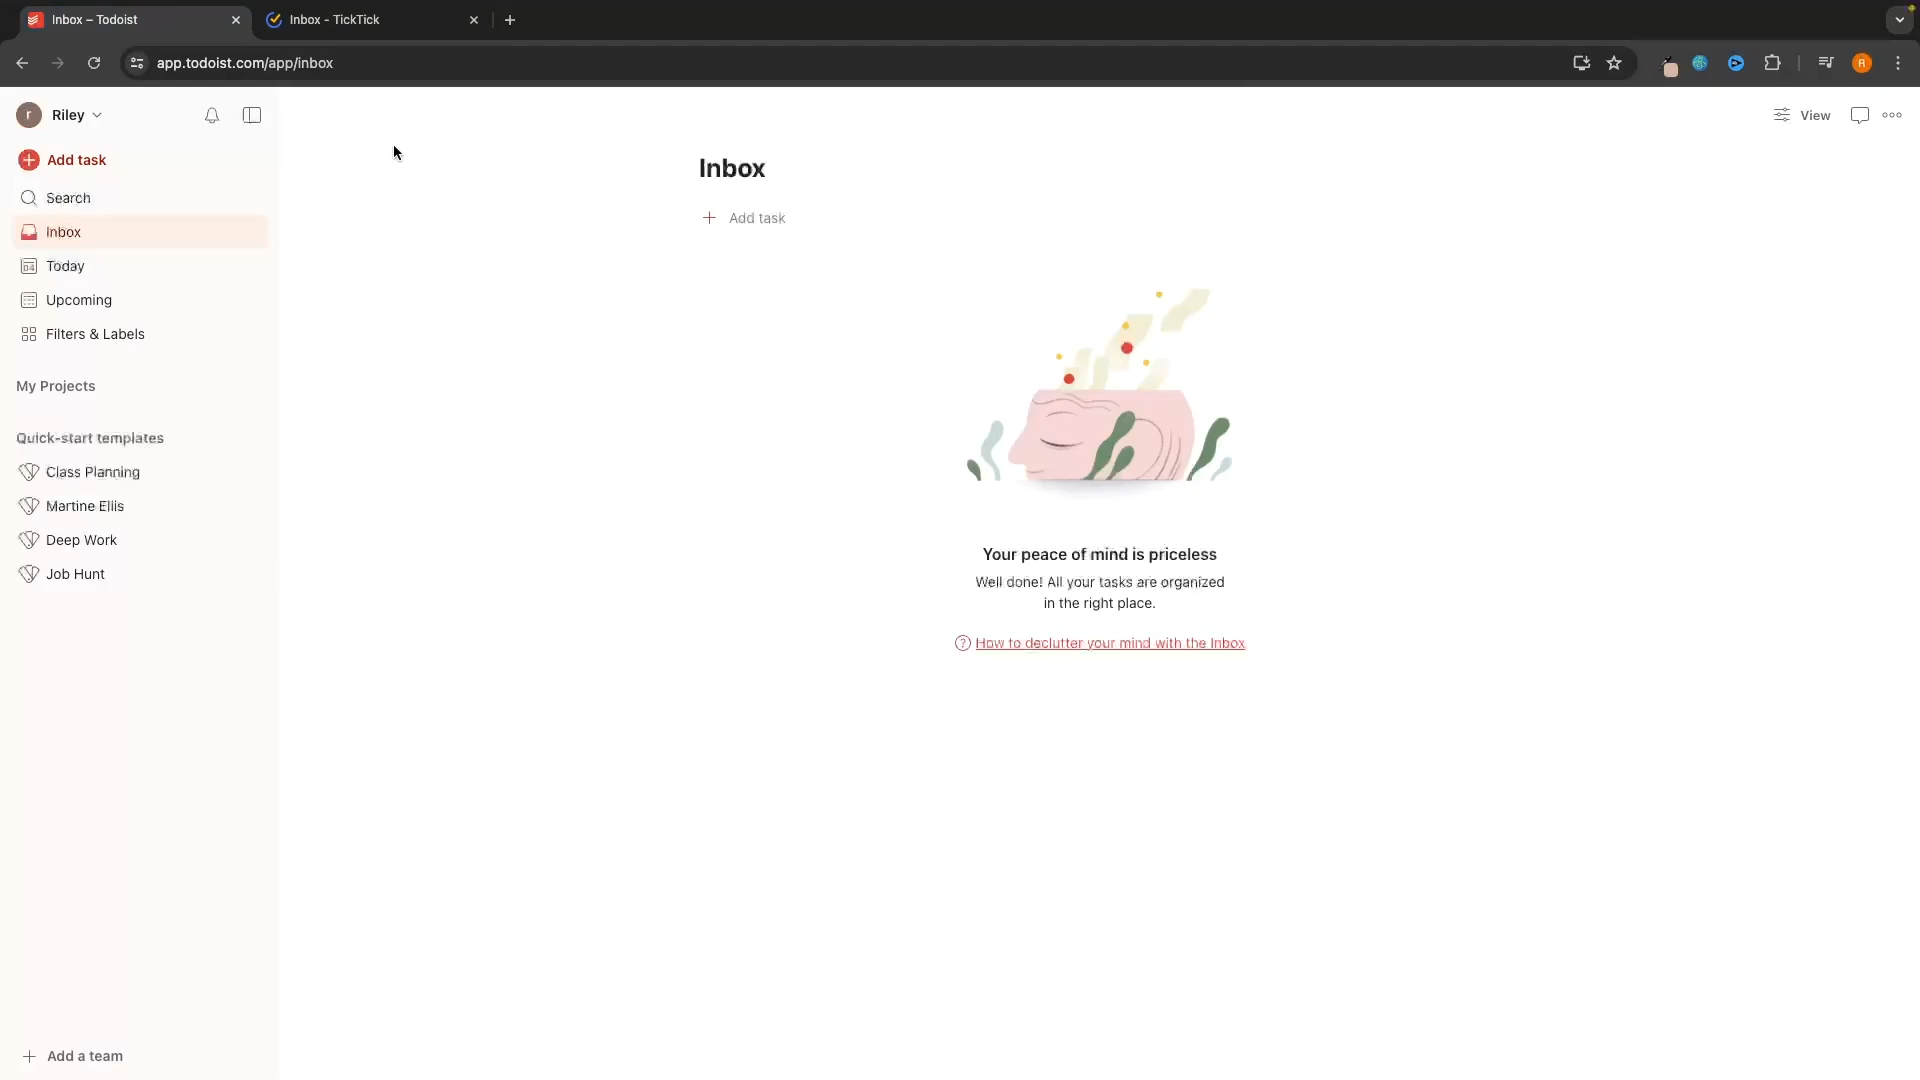 Inbox – Todoist
Inbox - TickTick
app.todoist.com/app/inbox
R
r
Riley
View
Add task
Search
Inbox
Today
Upcoming
Filters & Labels
My Projects
Quick-start templates
Class Planning
Martine Ellis
Deep Work
Job Hunt
Add a team
Inbox
Add task
Your peace of mind is priceless
Well done! All your tasks are organized
in the right place.
How to declutter your mind with the Inbox